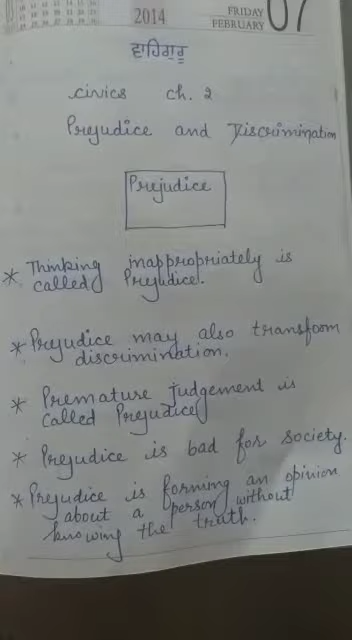 2014
FRIDAY
FEBRUARY
07
ਵਾਹਿਗੁਰੂ
civics ch. 2
Prejudice and Discrimination
Prejudice
* Thinking inappropriately is
called Prejudice.
* Prejudice may also transform
discrimination.
* Premature Judgement is
Called Prejudice
* Prejudice is bad for society.
* Prejudice is forming an opinion
about a person without
knowing the truth.